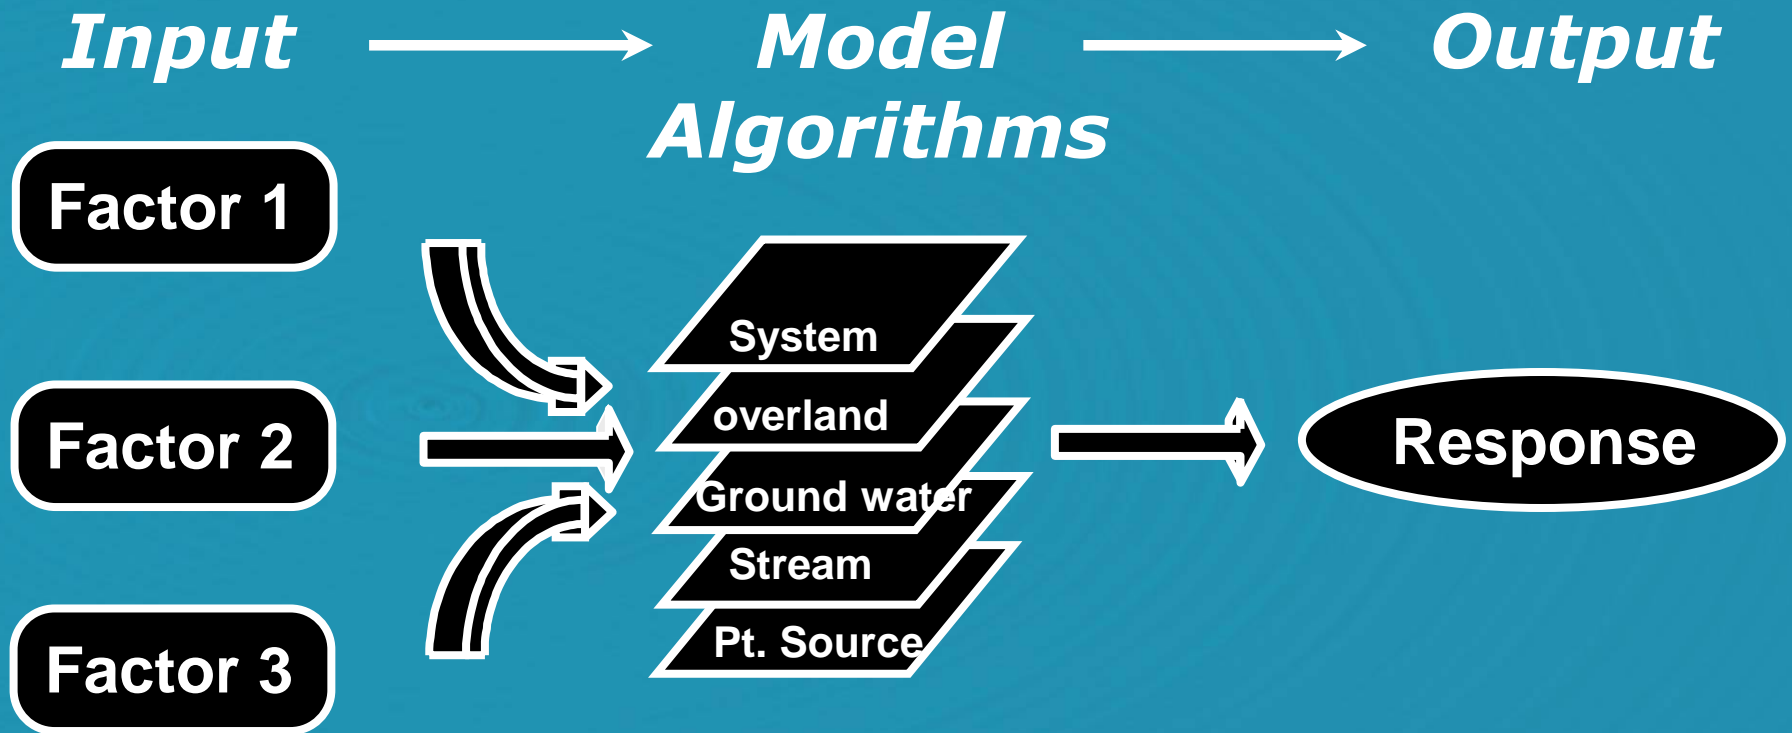 Input
Model
Algorithms
Output
Factor 1
Factor 2
Factor 3
System
overland
Ground water
Stream
Pt. Source
Response